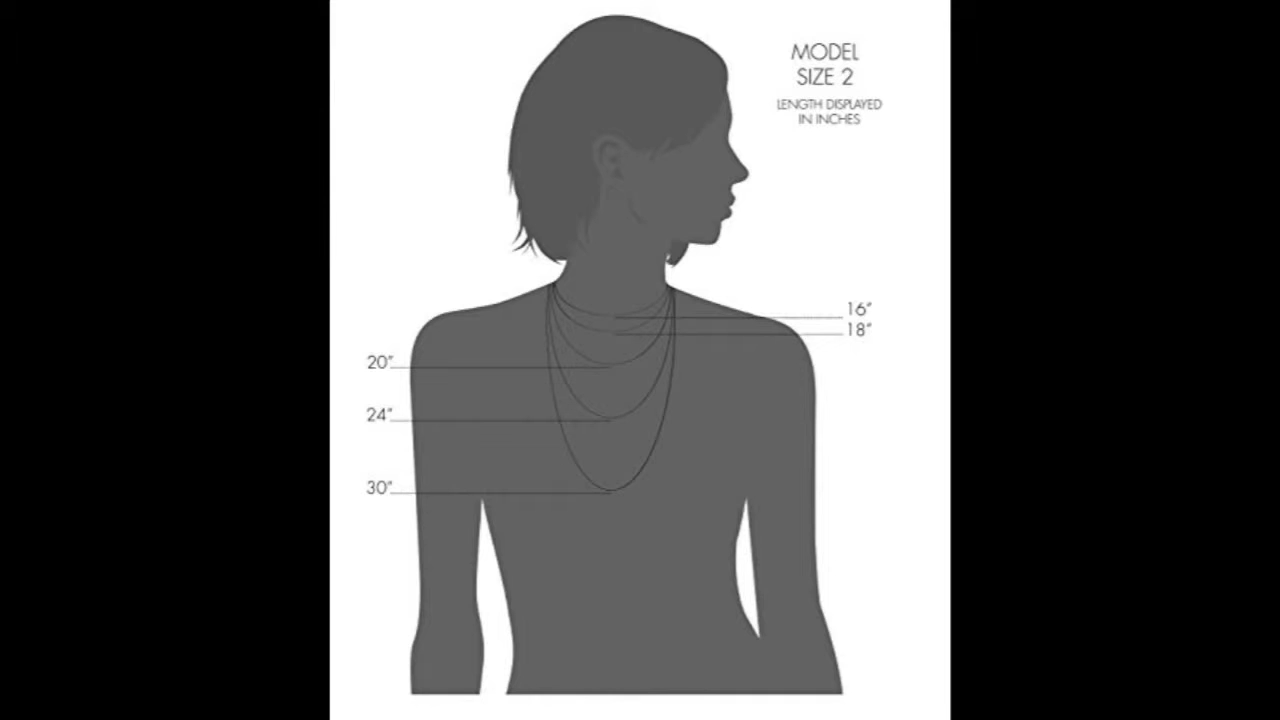 MODEL
SIZE 2
LENGTH DISPLAYED
IN INCHES
16"
18"
20"
24"
30"